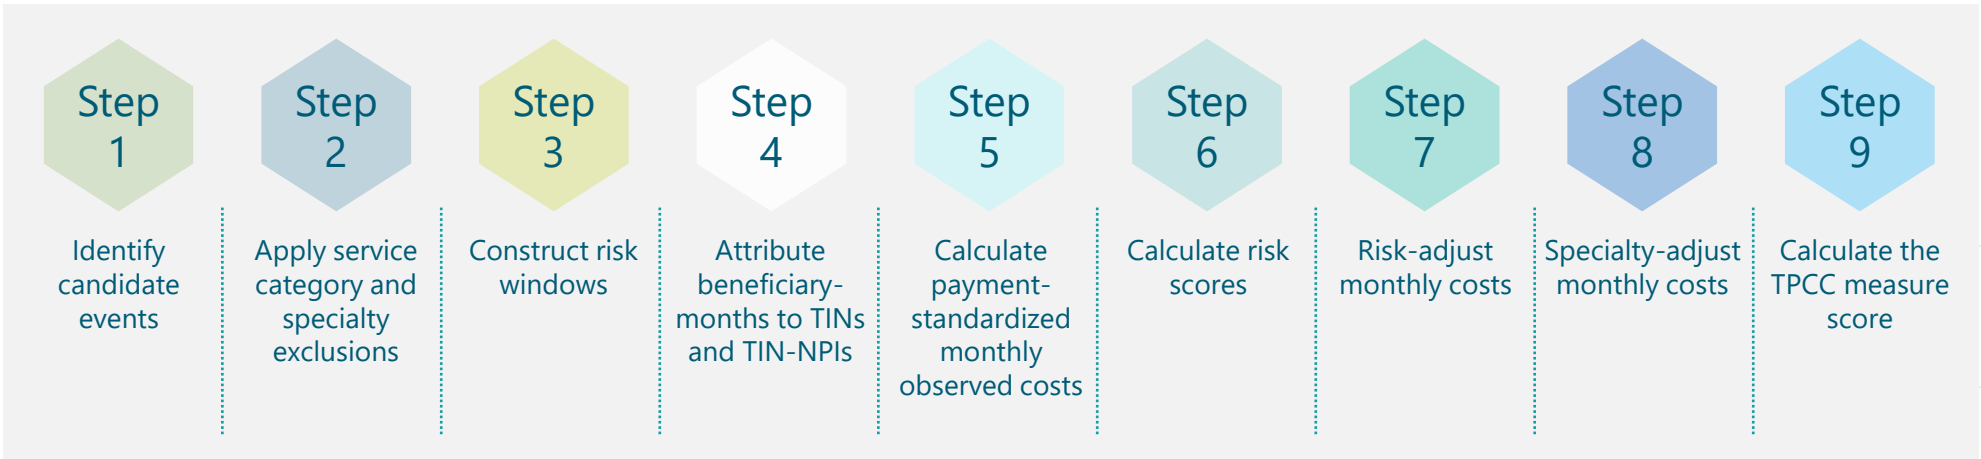 Step
1
Identify
candidate
events
Step
2
Apply service
category and
specialty
exclusions
Step
3
Construct risk
windows
Step
4
Attribute
beneficiary-
months to TINs
and TIN-NPIs
Step
5
Calculate
payment-
standardized
monthly
observed costs
Step
6
Calculate risk
scores
Step
7
Risk-adjust
monthly costs
Step
8
Specialty-adjust
monthly costs
Step
9
Calculate the
TPCC measure
score